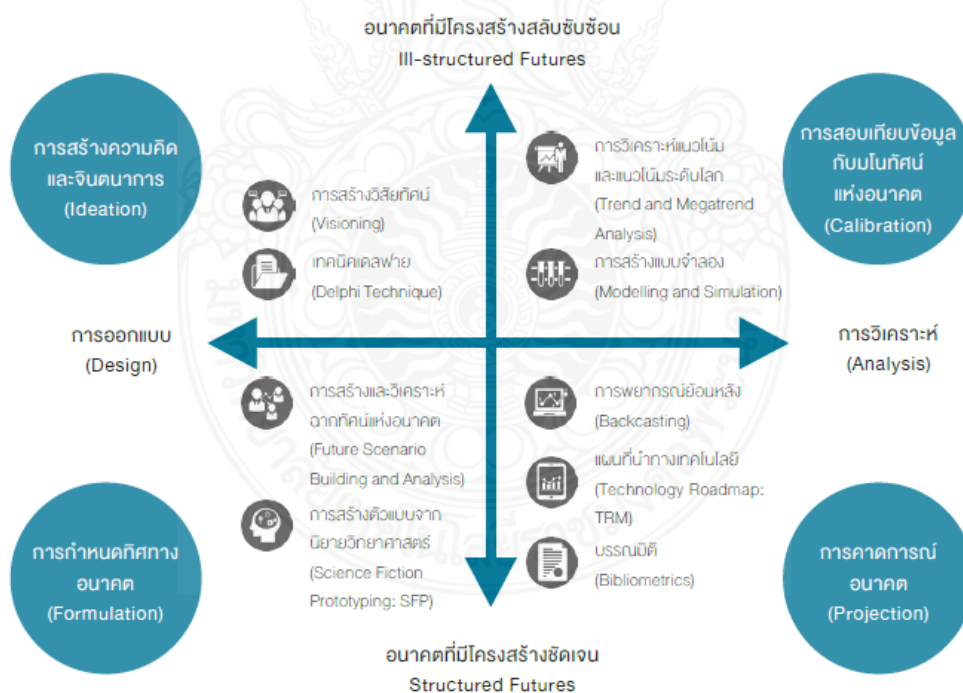 อนาคตที่มีโครงสร้างสลับซับซ้อน
Ill-structured Futures
การสร้างความคิด
และจินตนาการ
(Ideation)
การสร้างวิสัยทัศน์
(Visioning)
เทคนิคเดลฟาย
(Delphi Technique)
การวิเคราะห์แนวโน้ม
และแนวโน้มระดับโลก
(Trend and Megatrend
Analysis)
การสร้างแบบจำลอง
(Modelling and Simulation)
การสอบเทียบข้อมูล
กับมโนทัศน์
แห่งอนาคต
(Calibration)
การออกแบบ
(Design)
การวิเคราะห์
(Analysis)
การสร้างและวิเคราะห์
ฉากทัศน์แห่งอนาคต
(Future Scenario
Building and Analysis)
การสร้างตัวแบบจาก
นิยายวิทยาศาสตร์
(Science Fiction
Prototyping: SFP)
การพยากรณ์ย้อนหลัง
(Backcasting)
แผนที่นำทางเทคโนโลยี
(Technology Roadmap:
TRM)
บรรณมิติ
(Bibliometrics)
การกำหนดทิศทาง
อนาคต
(Formulation)
การคาดการณ์
อนาคต
(Projection)
อนาคตที่มีโครงสร้างชัดเจน
Structured Futures